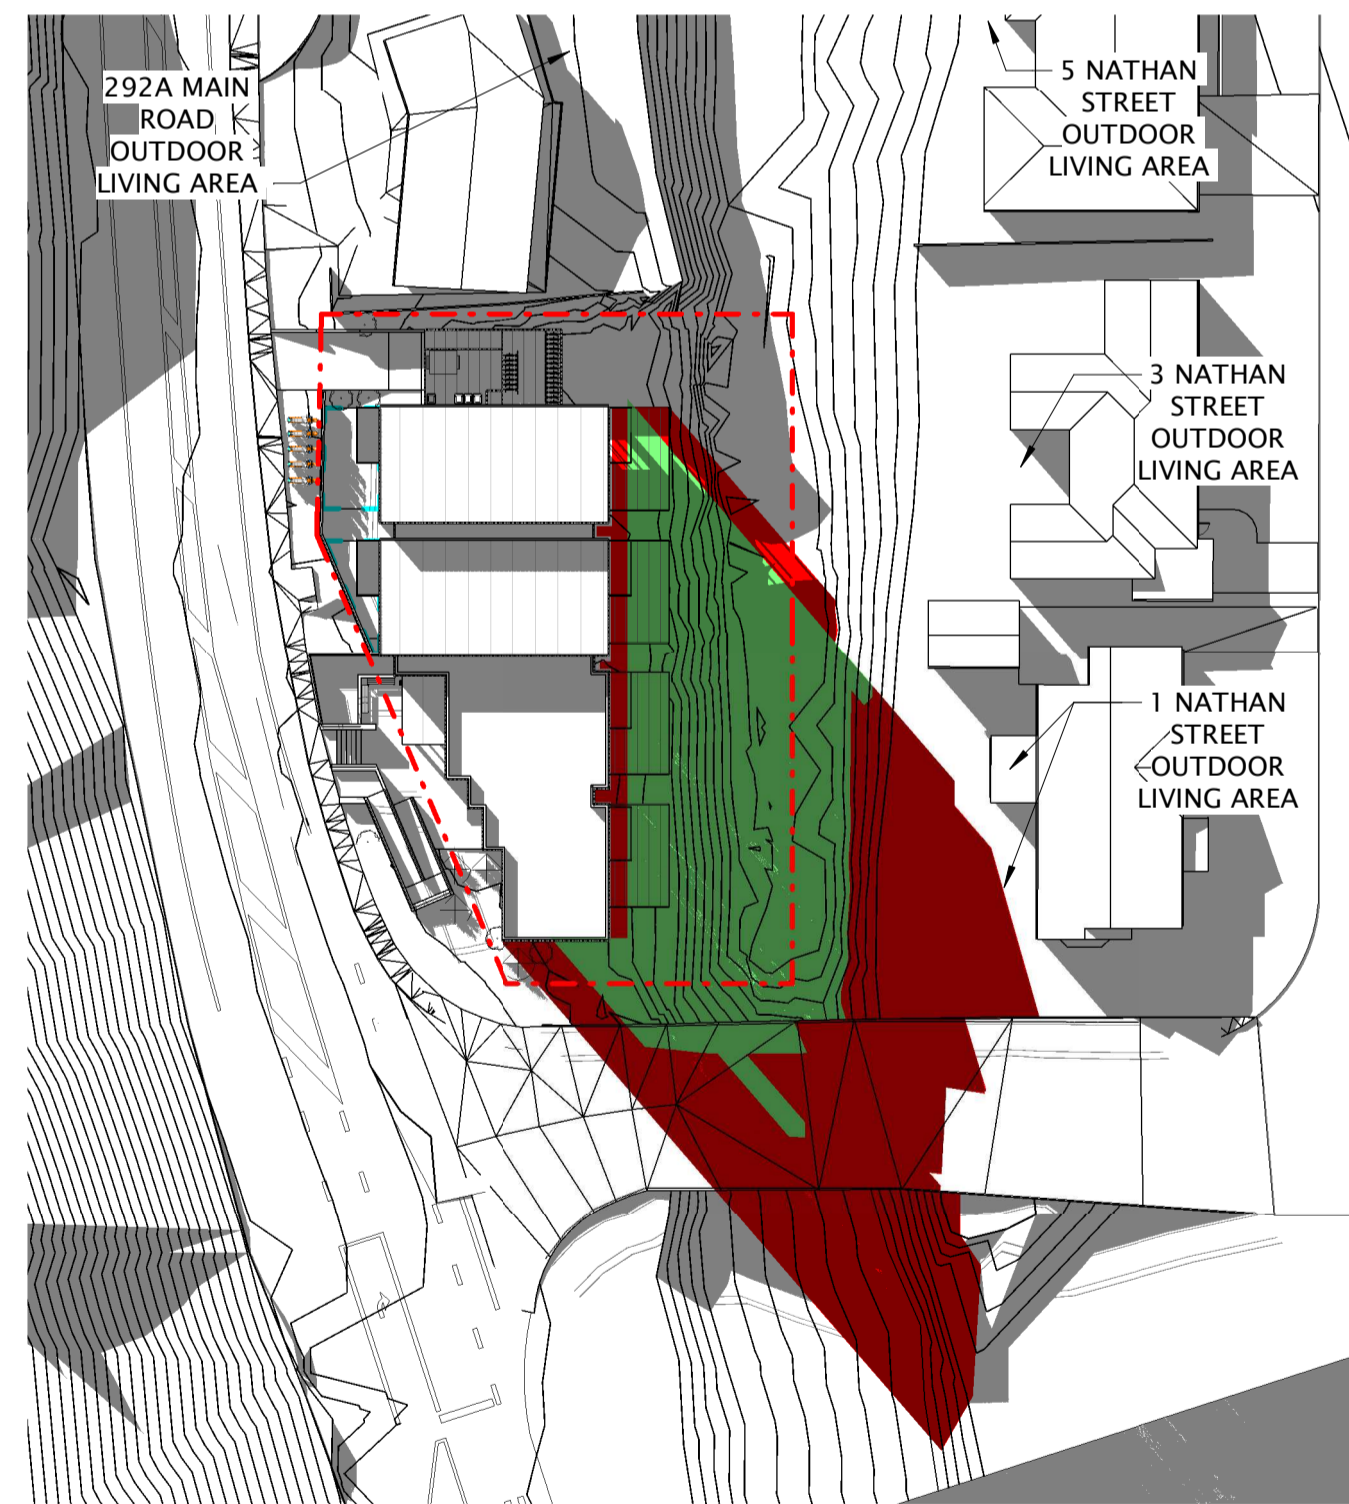 292A MAIN
ROAD
OUTDOOR
LIVING AREA
5 NATHAN
STREET
OUTDOOR
LIVING AREA
3 NATHAN
STREET
OUTDOOR
LIVING AREA
1 NATHAN
STREET
OUTDOOR
LIVING AREA